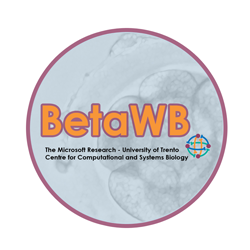 BetaWB
The Microsoft Research - University of Trento
Centre for Computational and Systems Biology